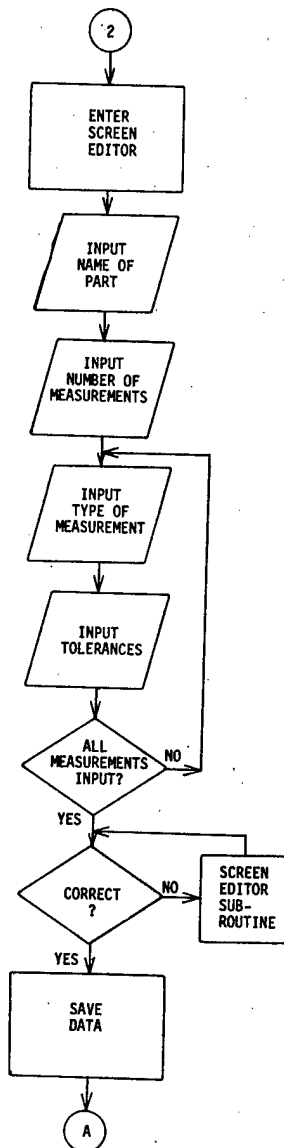 2
ENTER
SCREEN
EDITOR
INPUT
NAME OF
PART
INPUT
NUMBER OF
MEASUREMENTS
INPUT
TYPE OF
MEASUREMENT
INPUT
TOLERANCES
ALL
MEASUREMENTS
INPUT?
NO
YES
CORRECT
?
NO
SCREEN
EDITOR
SUB-
ROUTINE
YES
SAVE
DATA
A